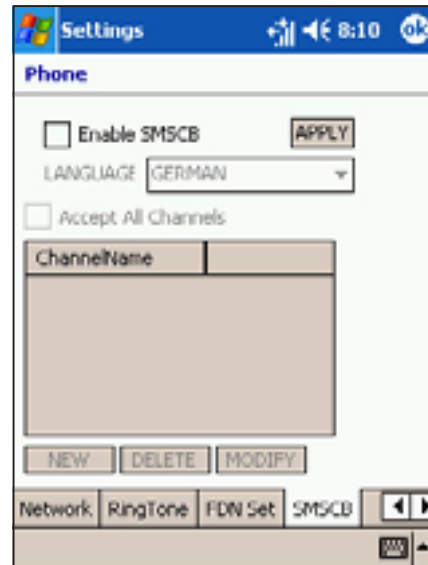 Settings 8:10 ok
Phone
Enable SMSCB APPLY
LANGUAGE GERMAN
Accept All Channels
ChannelName
NEW DELETE MODIFY
Network RingTone FDN Set SMSCB